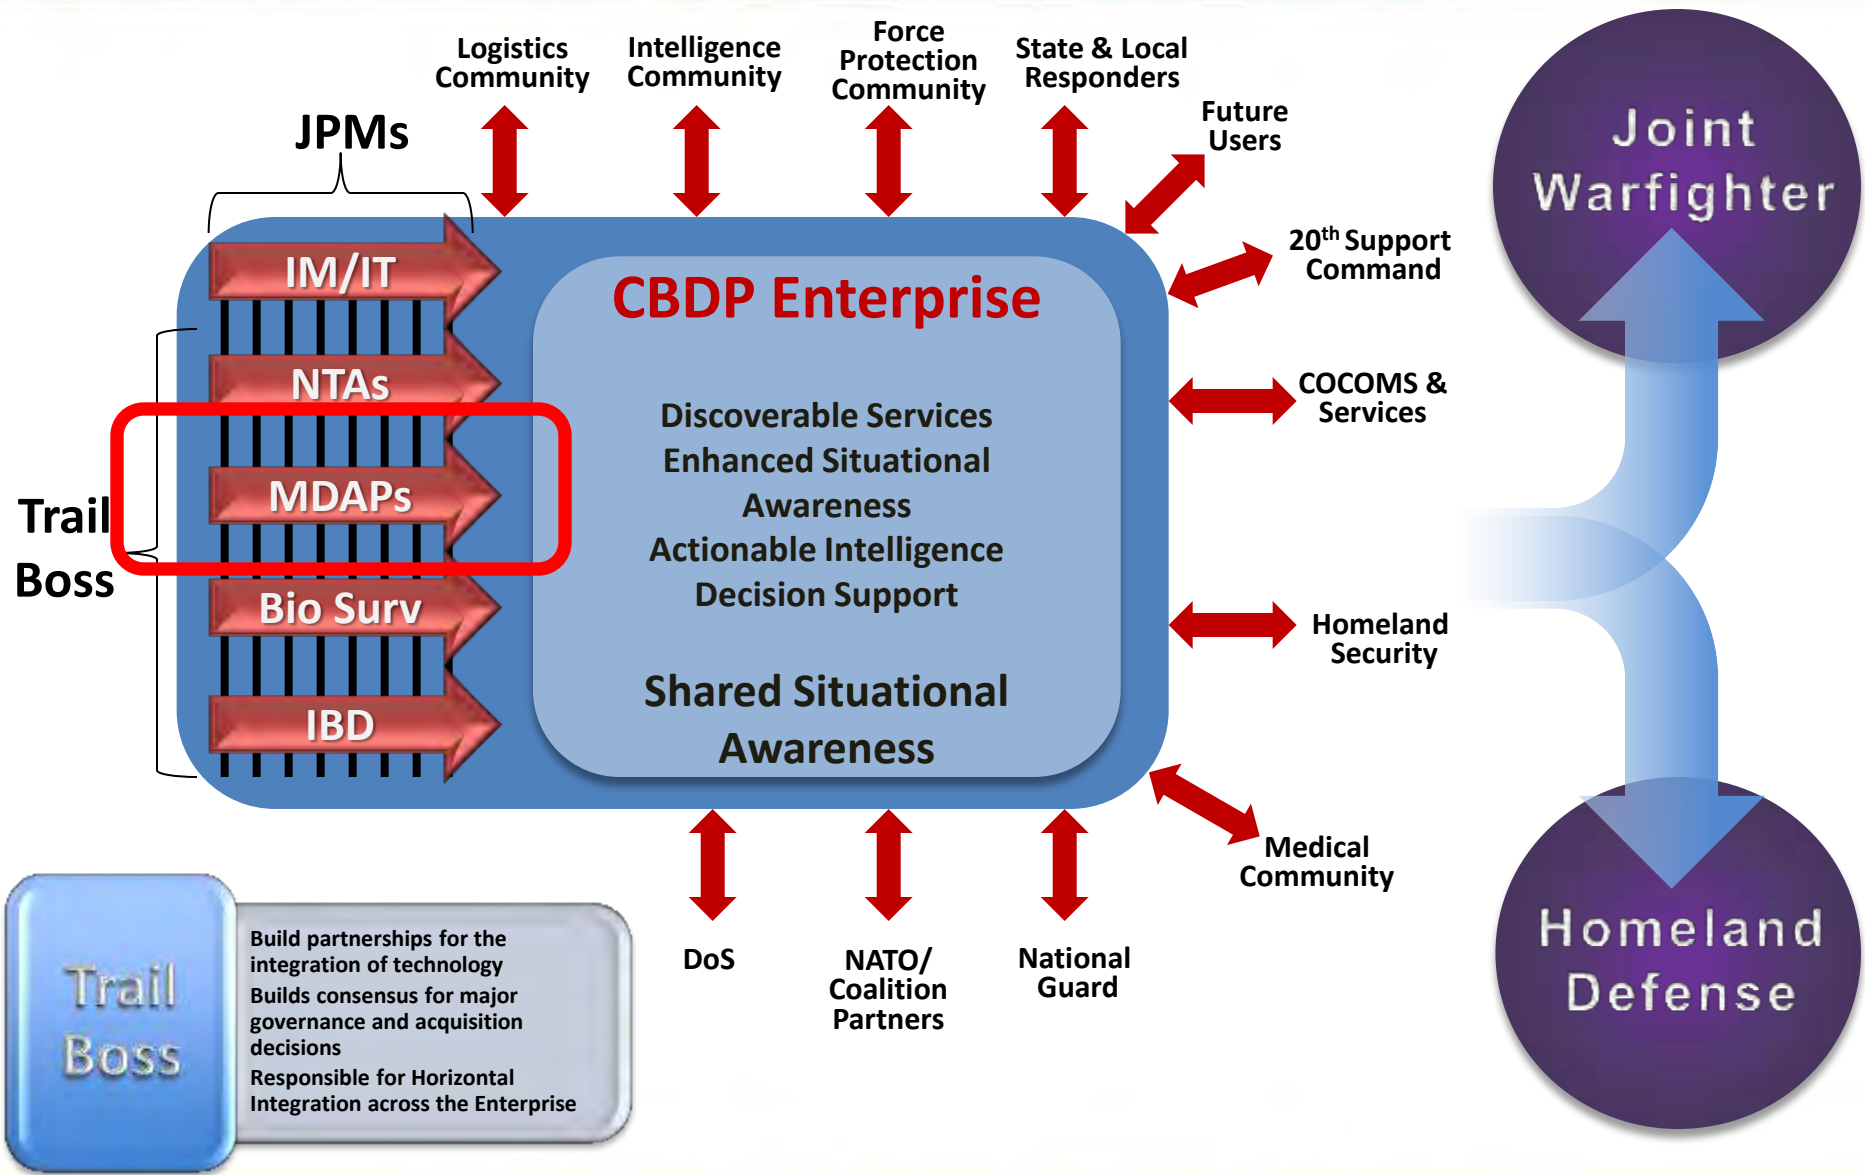 Logistics
Community
Intelligence
Community
Force
Protection
Community
State & Local
Responders
Future
Users
20th Support
Command
COCOMS &
Services
Homeland
Security
Medical
Community
JPMs
IM/IT
NTAs
MDAPs
Bio Surv
IBD
Trail
Boss
CBDP Enterprise
Discoverable Services
Enhanced Situational
Awareness
Actionable Intelligence
Decision Support
Shared Situational
Awareness
DoS
NATO/
Coalition
Partners
National
Guard
Joint
Warfighter
Homeland
Defense
Trail
Boss
Build partnerships for the
integration of technology
Builds consensus for major
governance and acquisition
decisions
Responsible for Horizontal
Integration across the Enterprise